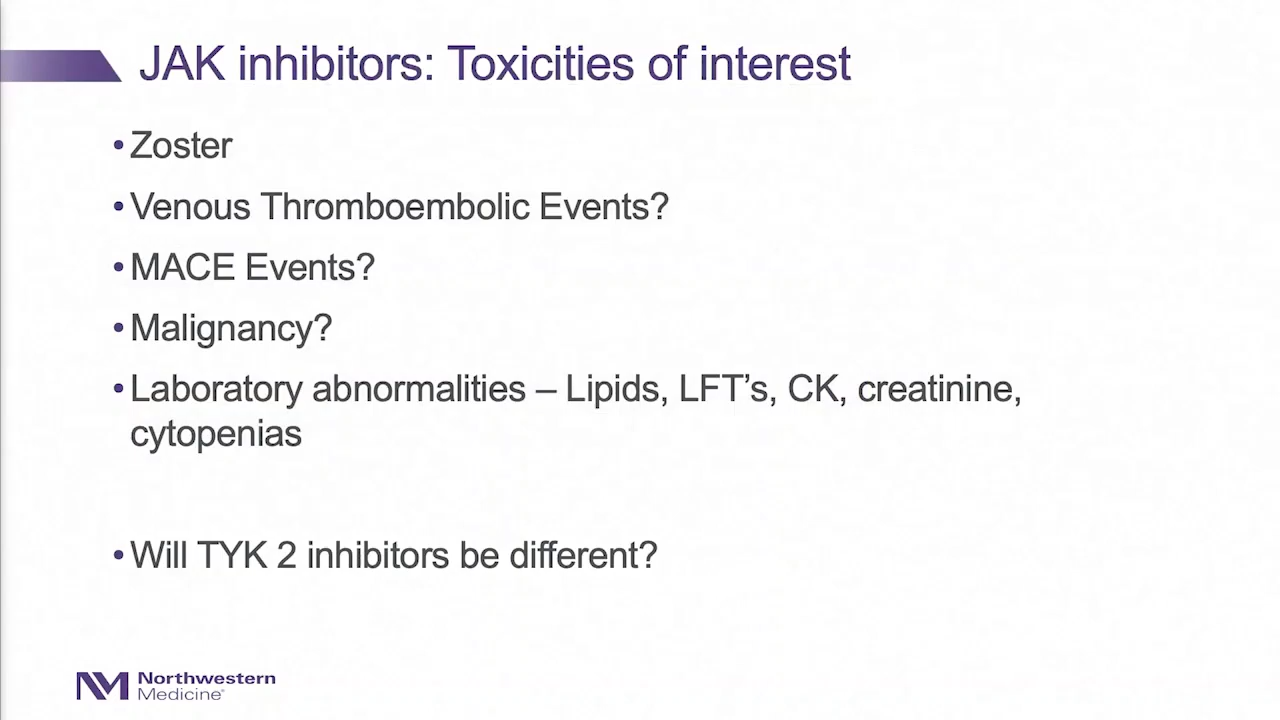 JAK inhibitors: Toxicities of interest
•Zoster
•Venous Thromboembolic Events?
•MACE Events?
•Malignancy?
•Laboratory abnormalities – Lipids, LFT’s, CK, creatinine,
cytopenias
•Will TYK 2 inhibitors be different?
NM Northwestern
Medicine®